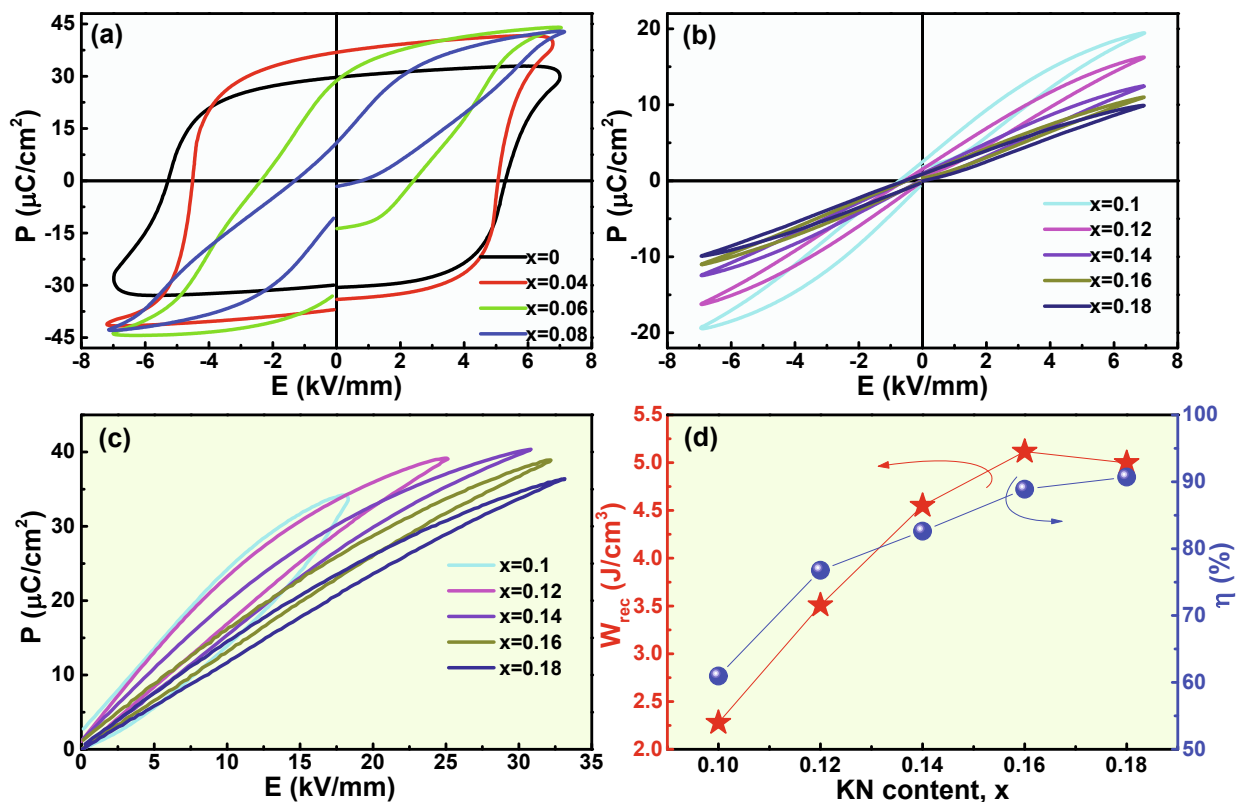 (a)
P (μC/cm²)
45
30
15
0
-15
-30
-45
-8 -6 -4 -2 0 2 4 6 8
E (kV/mm)
x=0
x=0.04
x=0.06
x=0.08
(b)
P (μC/cm²)
20
10
0
-10
-20
-8 -6 -4 -2 0 2 4 6 8
E (kV/mm)
x=0.1
x=0.12
x=0.14
x=0.16
x=0.18
(c)
P (μC/cm²)
40
30
20
10
0
0 5 10 15 20 25 30 35
E (kV/mm)
x=0.1
x=0.12
x=0.14
x=0.16
x=0.18
(d)
W_rec (J/cm³)
5.5
5.0
4.5
4.0
3.5
3.0
2.5
2.0
100
90
80
70
60
50
η (%)
0.10 0.12 0.14 0.16 0.18
KN content, x